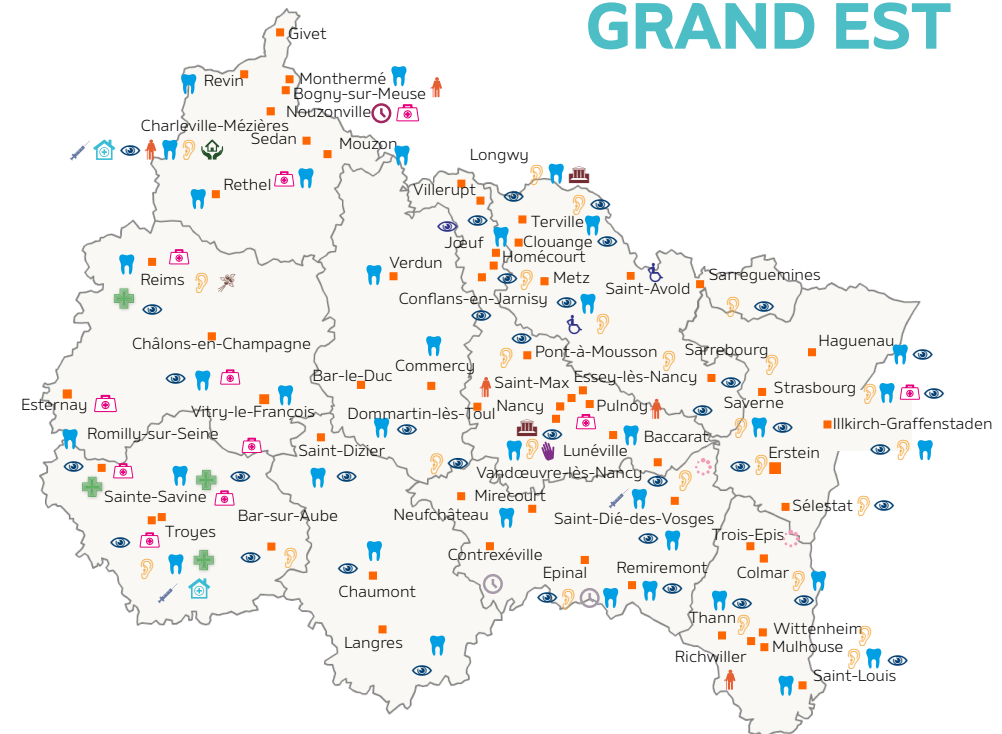 GRAND EST
Givet
Revin
Monthermé
Bogny-sur-Meuse
Nouzonville
Charleville-Mézières
Sedan
Mouzon
Longwy
Rethel
Villerupt
Terville
Jœuf
Clouange
Homécourt
Verdun
Reims
Metz
Saint-Avold
Sarreguemines
Conflans-en-Jarnisy
Châlons-en-Champagne
Haguenau
Pont-à-Mousson
Sarrebourg
Commercy
Bar-le-Duc
Saint-Max
Essey-lès-Nancy
Strasbourg
Esternay
Vitry-le-François
Dommartin-lès-Toul
Nancy
Pulnoy
Saverne
Illkirch-Graffenstaden
Romilly-sur-Seine
Saint-Dizier
Lunéville
Baccarat
Erstein
Vandœuvre-lès-Nancy
Sainte-Savine
Mirecourt
Bar-sur-Aube
Neufchâteau
Saint-Dié-des-Vosges
Sélestat
Troyes
Trois-Epis
Contrexéville
Epinal
Remiremont
Colmar
Chaumont
Thann
Wittenheim
Langres
Mulhouse
Richwiller
Saint-Louis